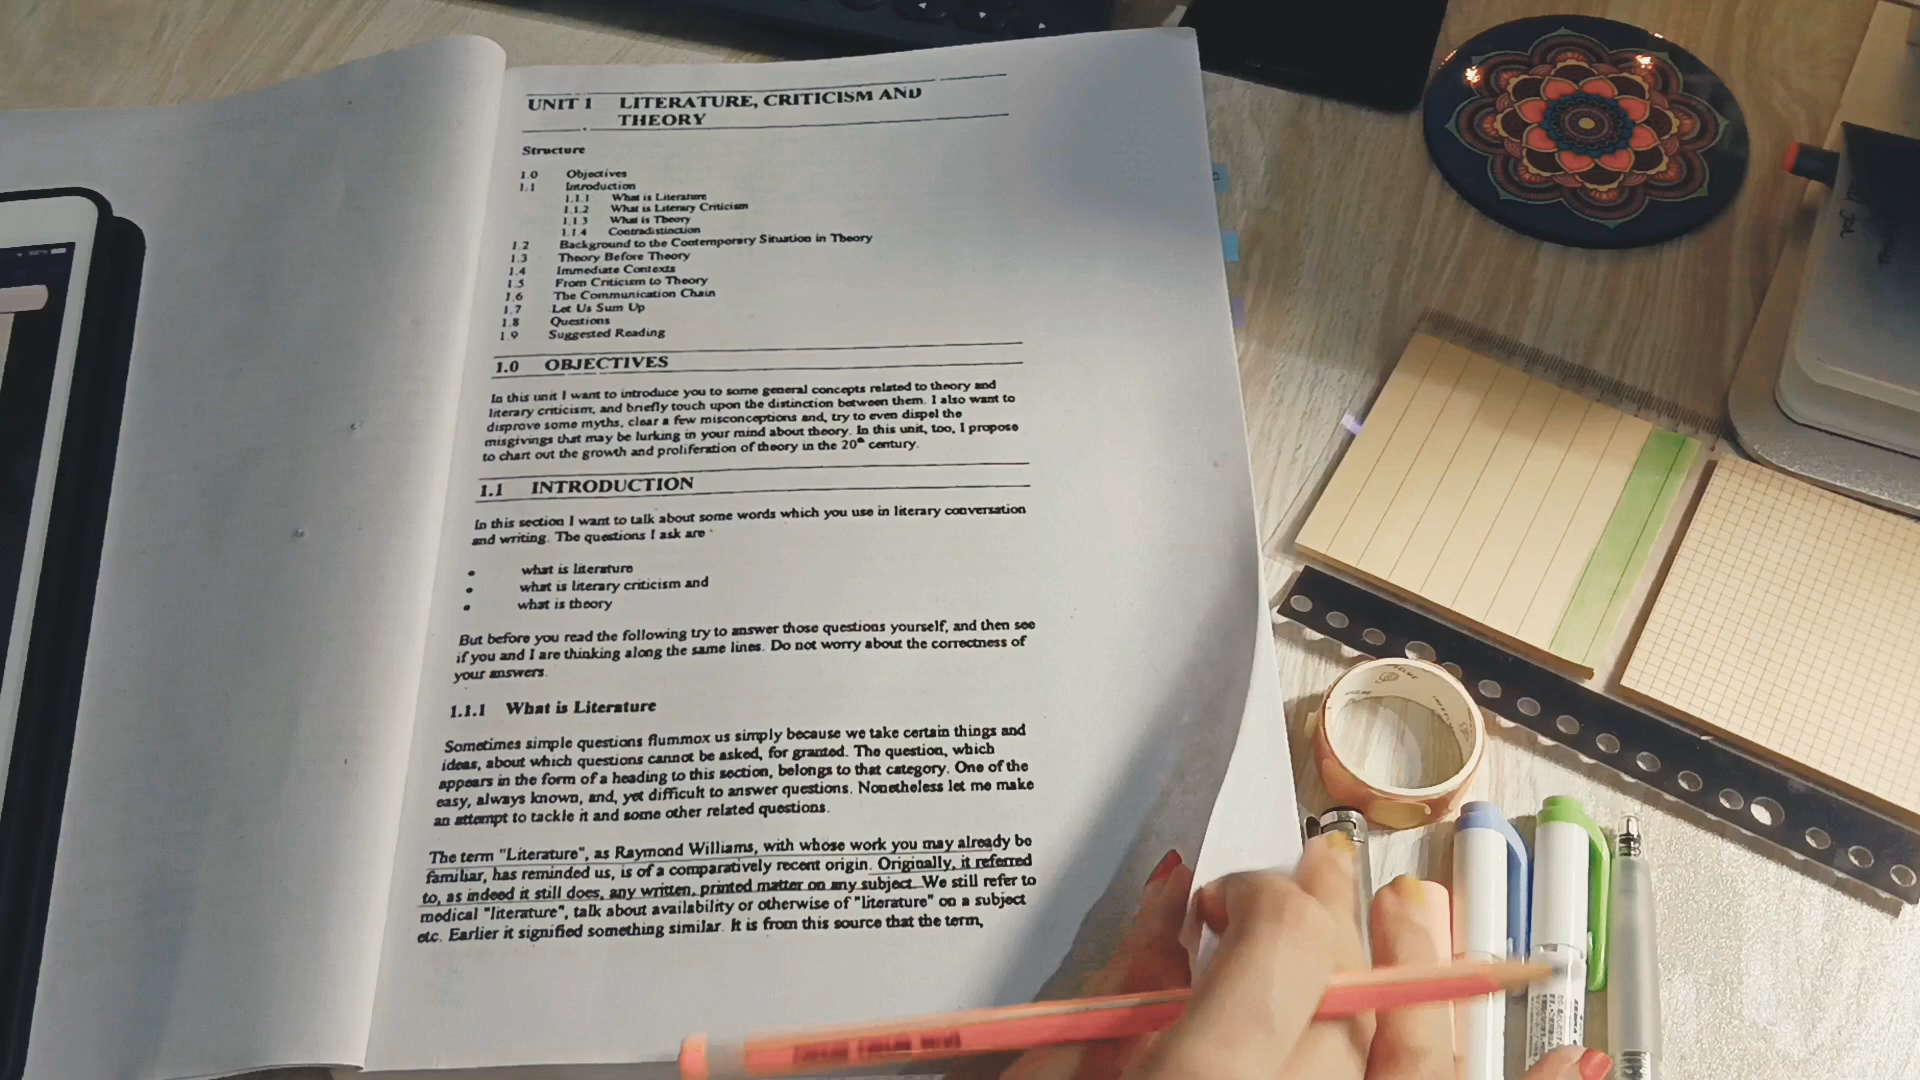 UNIT 1 LITERATURE, CRITICISM AND
THEORY
Structure
1.0 Objectives
1.1 Introduction
1.1.1 What is Literature
1.1.2 What is Literary Criticism
1.1.3 What is Theory
1.1.4 Contradistinction
1.2 Background to the Contemporary Situation in Theory
1.3 Theory Before Theory
1.4 Immediate Contexts
1.5 From Criticism to Theory
1.6 The Communication Chain
1.7 Let Us Sum Up
1.8 Questions
1.9 Suggested Reading
1.0 OBJECTIVES
In this unit I want to introduce you to some general concepts related to theory and
literary criticism, and briefly touch upon the distinction between them. I also want to
disprove some myths, clear a few misconceptions and, try to even dispel the
misgivings that may be lurking in your mind about theory. In this unit, too, I propose
to chart out the growth and proliferation of theory in the 20th century.
1.1 INTRODUCTION
In this section I want to talk about some words which you use in literary conversation
and writing. The questions I ask are
• what is literature
• what is literary criticism and
• what is theory
But before you read the following try to answer those questions yourself, and then see
if you and I are thinking along the same lines. Do not worry about the correctness of
your answers.
1.1.1 What is Literature
Sometimes simple questions flummox us simply because we take certain things and
ideas, about which questions cannot be asked, for granted. The question, which
appears in the form of a heading to this section, belongs to that category. One of the
easy, always known, and, yet difficult to answer questions. Nonetheless let me make
an attempt to tackle it and some other related questions.
The term "Literature", as Raymond Williams, with whose work you may already be
familiar, has reminded us, is of a comparatively recent origin. Originally, it referred
to, as indeed it still does, any written, printed matter on any subject. We still refer to
medical "literature", talk about availability or otherwise of "literature" on a subject
etc. Earlier it signified something similar. It is from this source that the term,